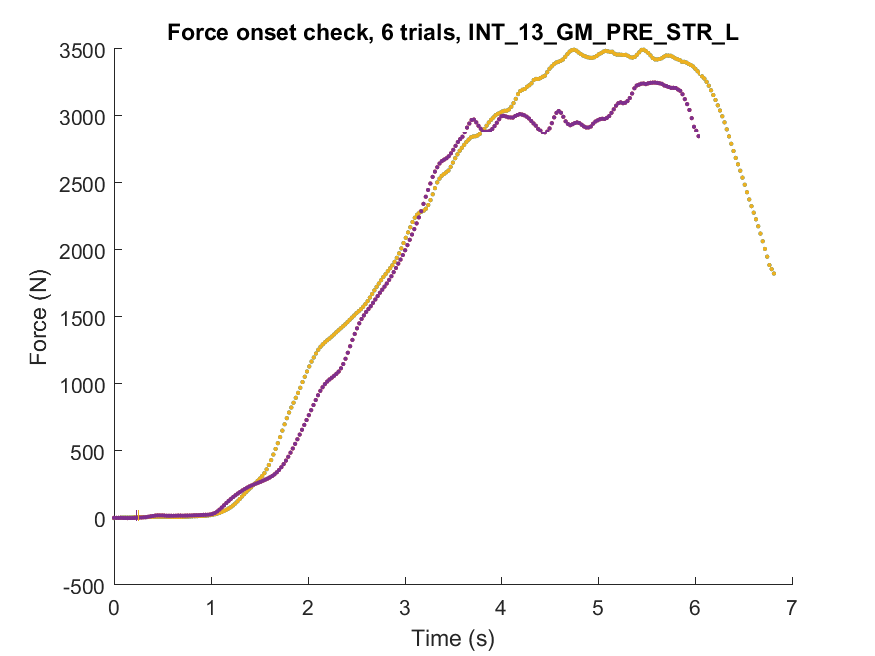 Force onset check, 6 trials, INT_13_GM_PRE_STR_L
3500
3000
2500
2000
1500
1000
500
0
-500
Force (N)
0 1 2 3 4 5 6 7
Time (s)